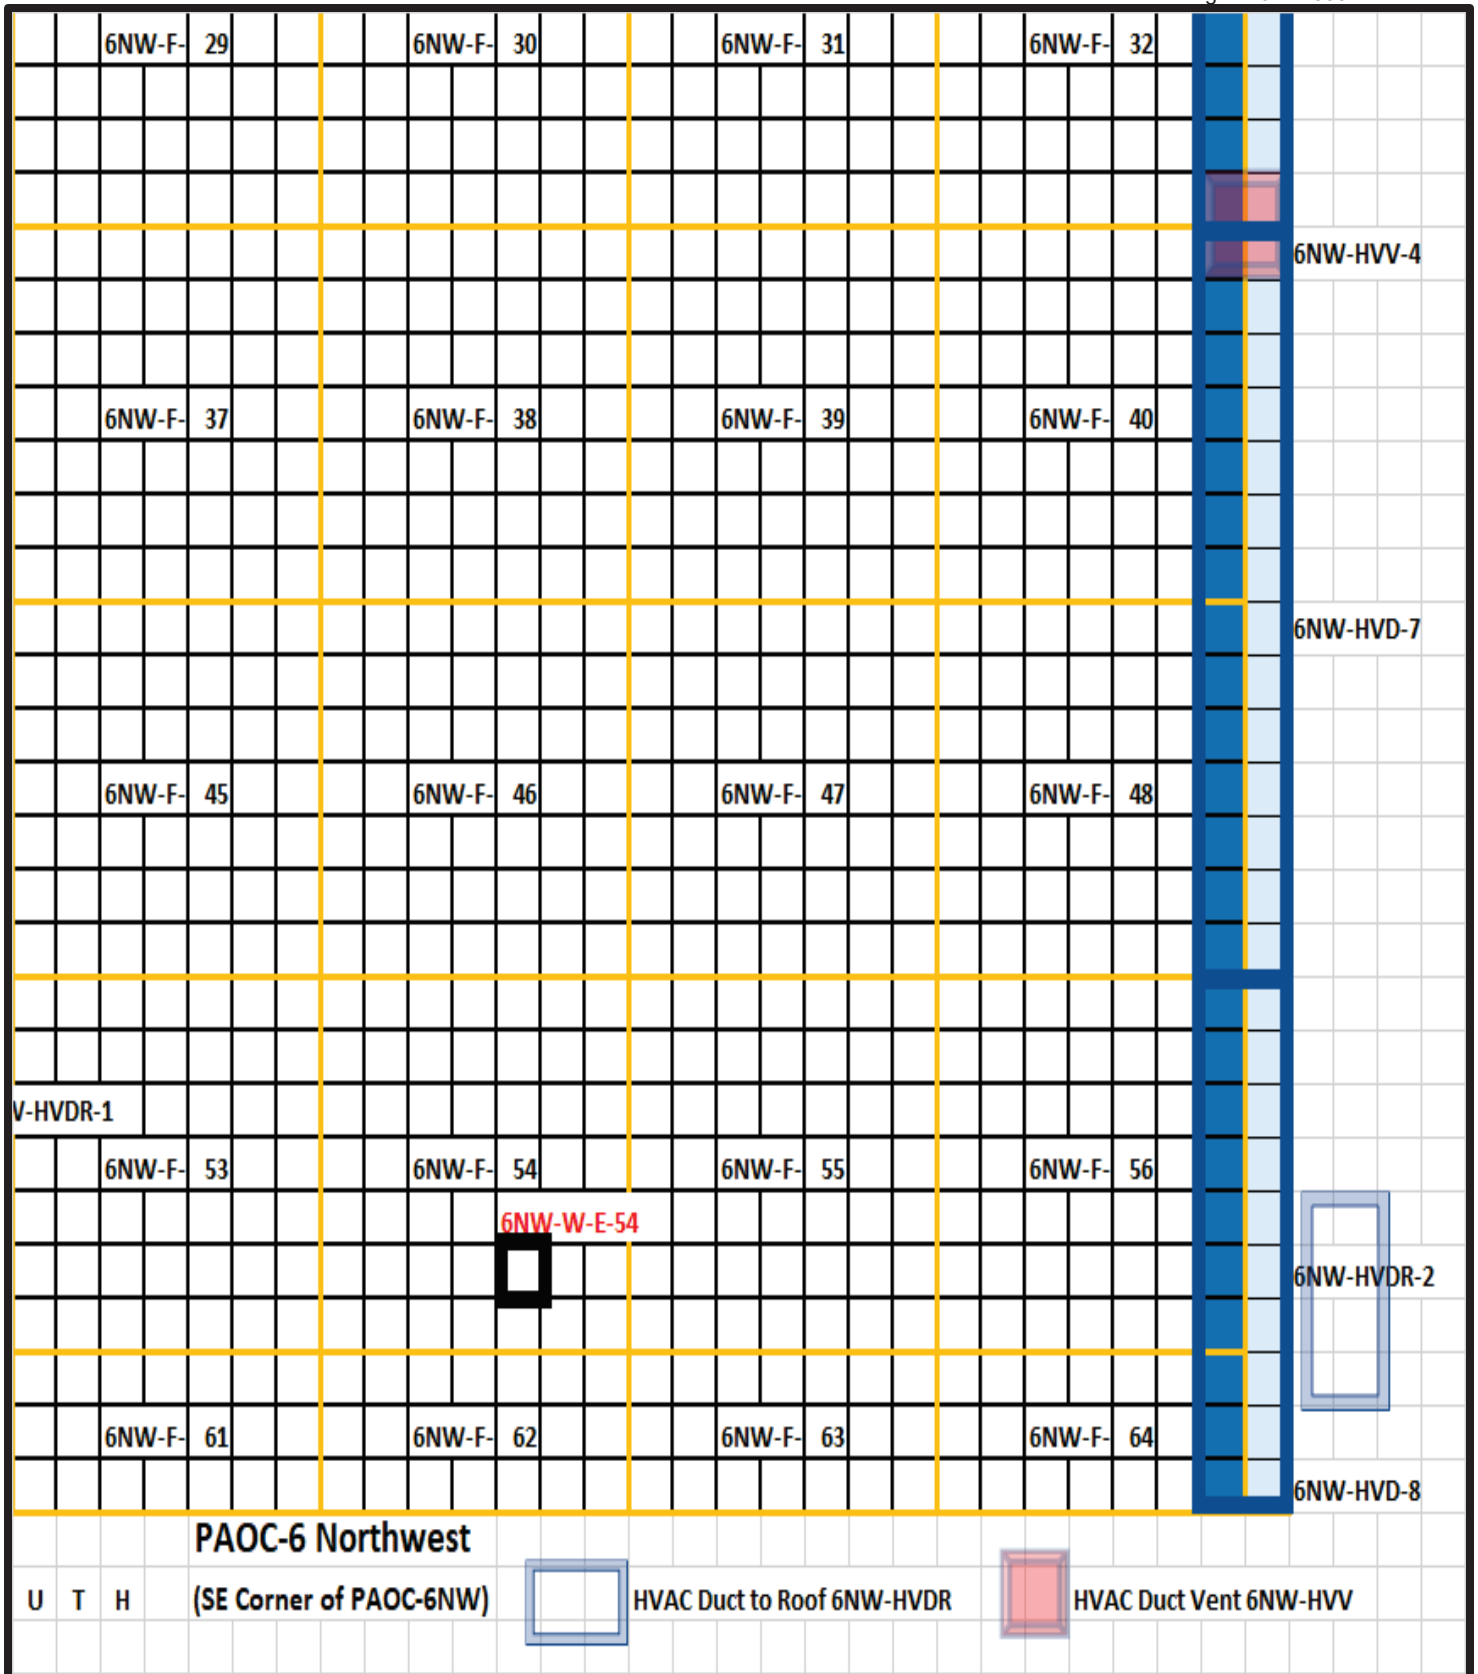 6NW-F- 29 6NW-F- 30 6NW-F- 31 6NW-F- 32
6NW-HVV-4
6NW-F- 37 6NW-F- 38 6NW-F- 39 6NW-F- 40
6NW-HVD-7
6NW-F- 45 6NW-F- 46 6NW-F- 47 6NW-F- 48
-HVDR-1
6NW-F- 53 6NW-F- 54 6NW-F- 55 6NW-F- 56
6NW-W-E-54
6NW-HVDR-2
6NW-F- 61 6NW-F- 62 6NW-F- 63 6NW-F- 64
6NW-HVD-8
PAOC-6 Northwest
U T H (SE Corner of PAOC-6NW) HVAC Duct to Roof 6NW-HVDR HVAC Duct Vent 6NW-HVV